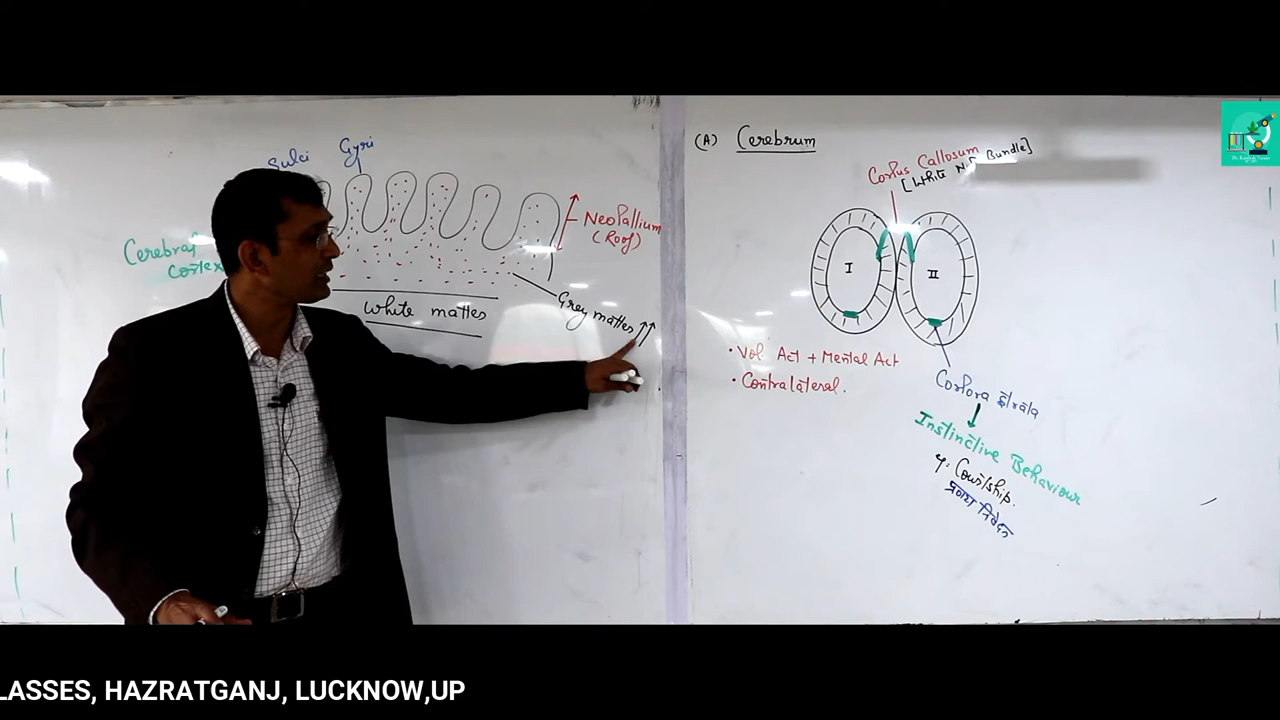 Sulci
Gyri
Cerebral
Cortex
NeoPallium
(Roof)
Grey matter ↑↑
White matter
(A) Cerebrum
Corpus Callosum
[White N.F Bundle]
I
II
• Vol. Act + Mental Act
• Contralateral.
Corpora Striata
Instinctive Behaviour
Courtship.
प्रणय निवेदन
LASSES, HAZRATGANJ, LUCKNOW,UP